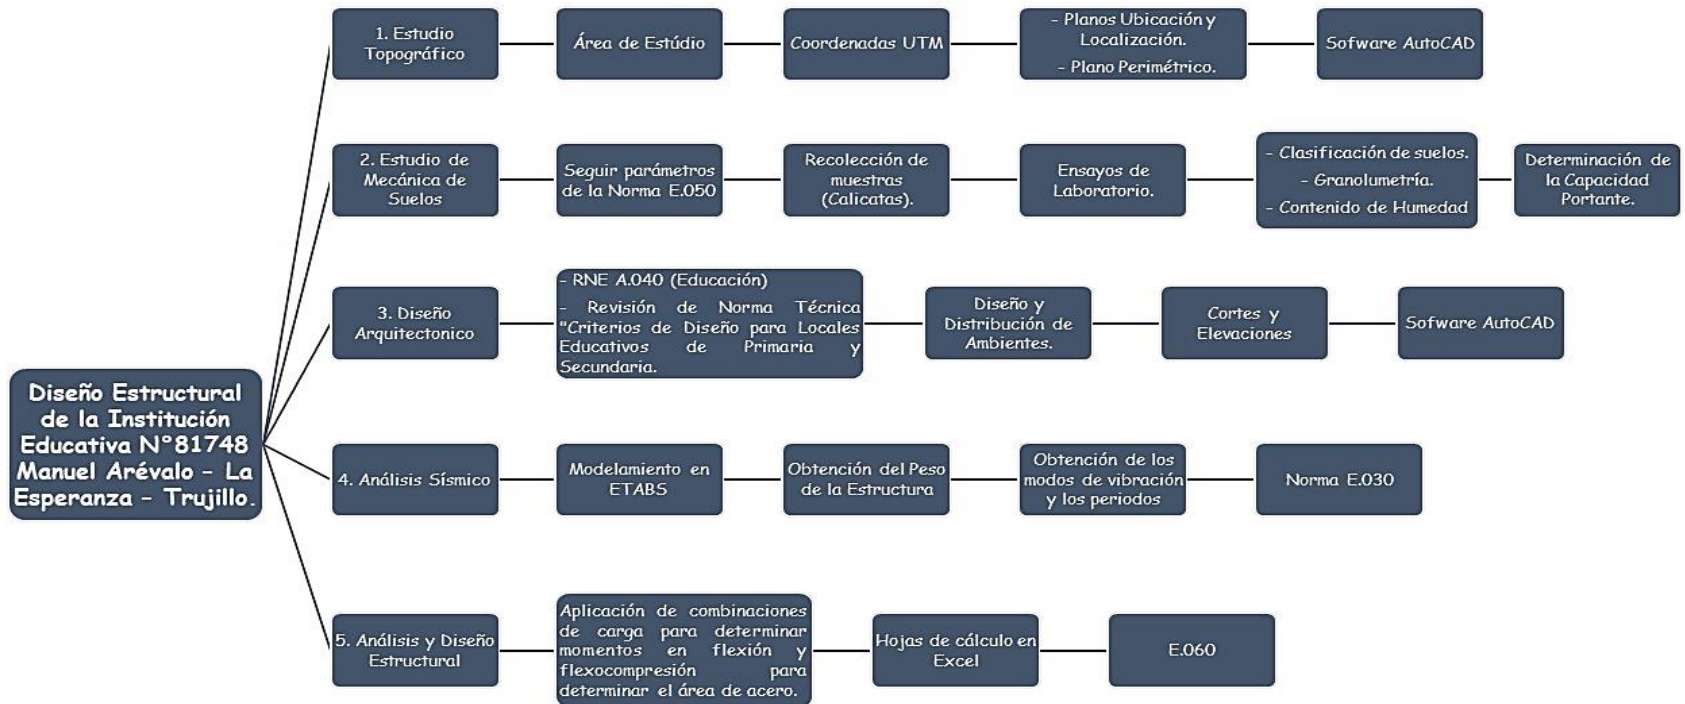 Diseño Estructural
de la Institución
Educativa N°81748
Manuel Arévalo - La
Esperanza - Trujillo.
1. Estudio
Topográfico
Área de Estúdio
Coordenadas UTM
- Planos Ubicación y
Localización.
- Plano Perimétrico.
Sofware AutoCAD
2. Estudio de
Mecánica de
Suelos
Seguir parámetros
de la Norma E.050
Recolección de
muestras
(Calicatas).
Ensayos de
Laboratorio.
- Clasificación de suelos.
- Granolumetría.
- Contenido de Humedad
Determinación de
la Capacidad
Portante.
3. Diseño
Arquitectonico
- RNE A.040 (Educación)
- Revisión de Norma Técnica
"Criterios de Diseño para Locales
Educativos de Primaria y
Secundaria.
Diseño y
Distribución de
Ambientes.
Cortes y
Elevaciones
Sofware AutoCAD
4. Análisis Sísmico
Modelamiento en
ETABS
Obtención del Peso
de la Estructura
Obtención de los
modos de vibración
y los periodos
Norma E.030
5. Análisis y Diseño
Estructural
Aplicación de combinaciones
de carga para determinar
momentos en flexión y
flexocompresión para
determinar el área de acero.
Hojas de cálculo en
Excel
E.060